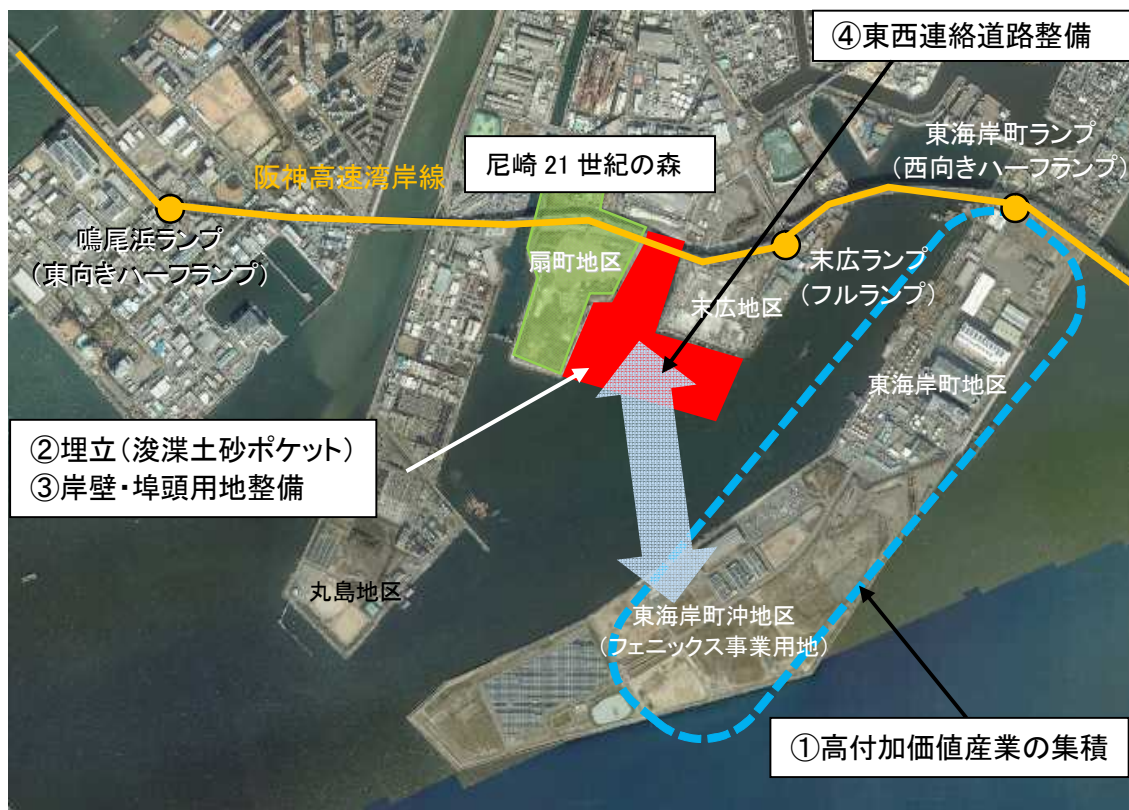 ④東西連絡道路整備
東海岸町ランプ
（西向きハーフランプ）
尼崎 21 世紀の森
阪神高速湾岸線
鳴尾浜ランプ
（東向きハーフランプ）
扇町地区
末広ランプ
（フルランプ）
末広地区
東海岸町地区
②埋立（浚渫土砂ポケット）
③岸壁・埠頭用地整備
丸島地区
東海岸町沖地区
（フェニックス事業用地）
①高付加価値産業の集積